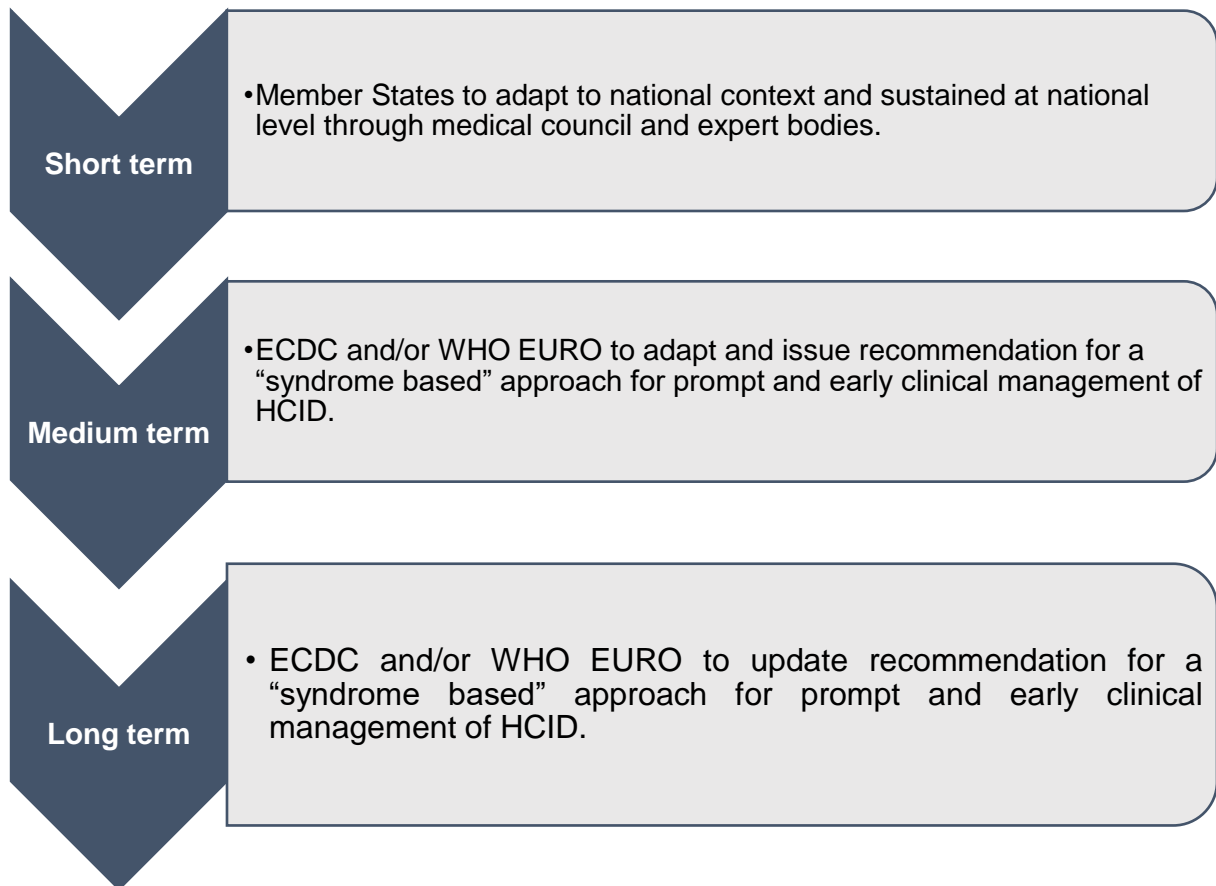 Short term
•Member States to adapt to national context and sustained at national
level through medical council and expert bodies.
Medium term
•ECDC and/or WHO EURO to adapt and issue recommendation for a
“syndrome based” approach for prompt and early clinical management of
HCID.
Long term
• ECDC and/or WHO EURO to update recommendation for a
“syndrome based” approach for prompt and early clinical
management of HCID.